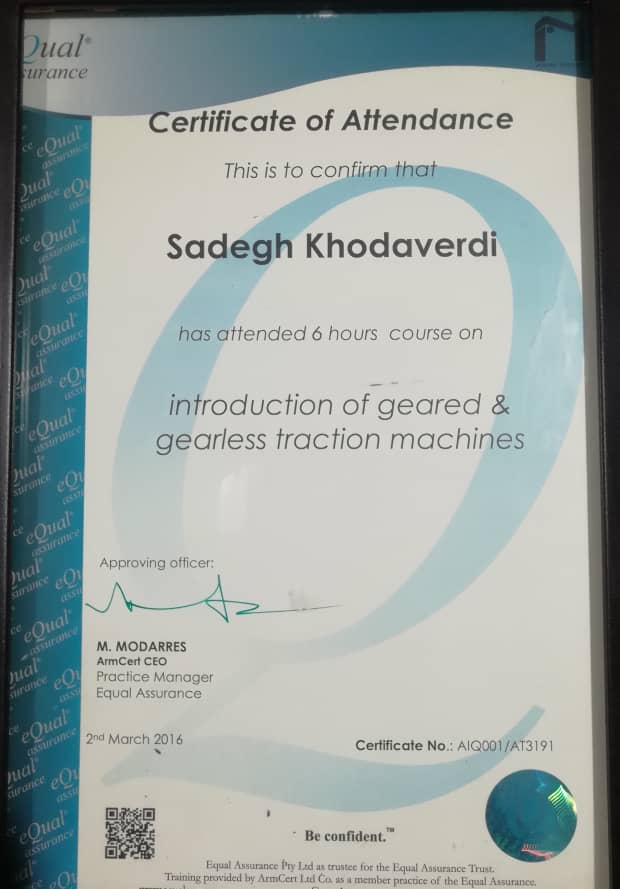 Qual®
surance
Certificate of Attendance
This is to confirm that
Sadegh Khodaverdi
has attended 6 hours course on
introduction of geared &
gearless traction machines
Approving officer:
M. MODARRES
ArmCert CEO
Practice Manager
Equal Assurance
2nd March 2016
Certificate No.: AIQ001/AT3191
Be confident.™
Equal Assurance Pty Ltd as trustee for the Equal Assurance Trust.
Training provided by ArmCert Ltd Co. as a member practice of the Equal Assurance.
eQual®
assurance